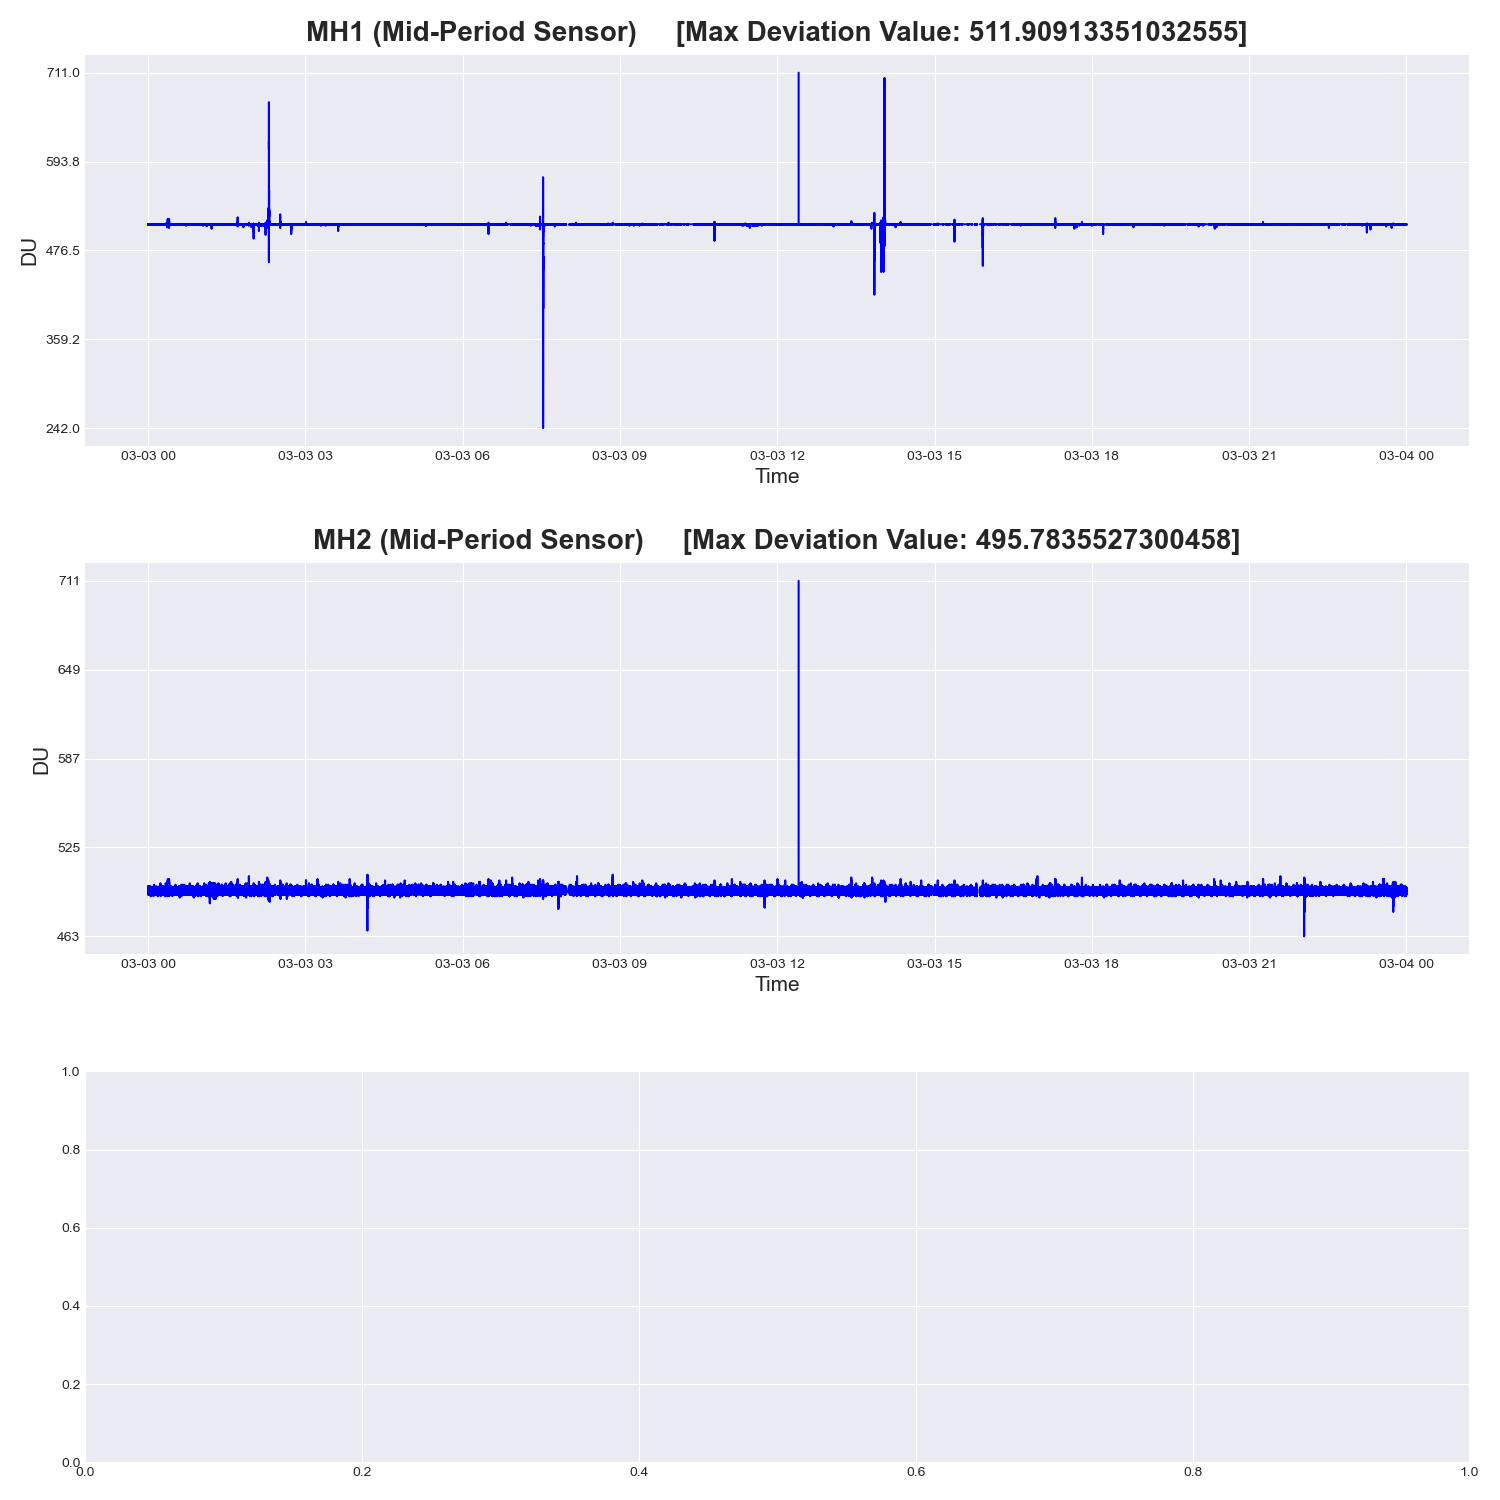 MH1 (Mid-Period Sensor) [Max Deviation Value: 511.90913351032555]
711.0
593.8
476.5
359.2
242.0
DU
03-03 00 03-03 03 03-03 06 03-03 09 03-03 12 03-03 15 03-03 18 03-03 21 03-04 00
Time
MH2 (Mid-Period Sensor) [Max Deviation Value: 495.7835527300458]
711
649
587
525
463
DU
03-03 00 03-03 03 03-03 06 03-03 09 03-03 12 03-03 15 03-03 18 03-03 21 03-04 00
Time
1.0
0.8
0.6
0.4
0.2
0.0
0.0 0.2 0.4 0.6 0.8 1.0